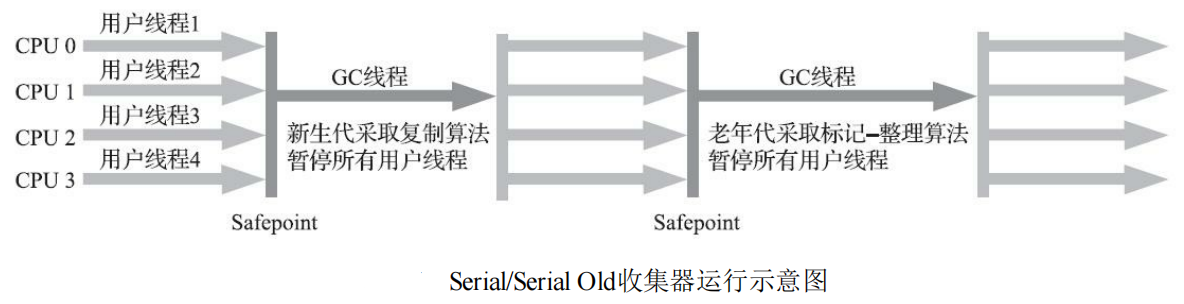 用户线程1
CPU 0
用户线程2
CPU 1
用户线程3
CPU 2
用户线程4
CPU 3
GC线程
新生代采取复制算法
暂停所有用户线程
Safepoint
GC线程
老年代采取标记-整理算法
暂停所有用户线程
Safepoint
Serial/Serial Old收集器运行示意图